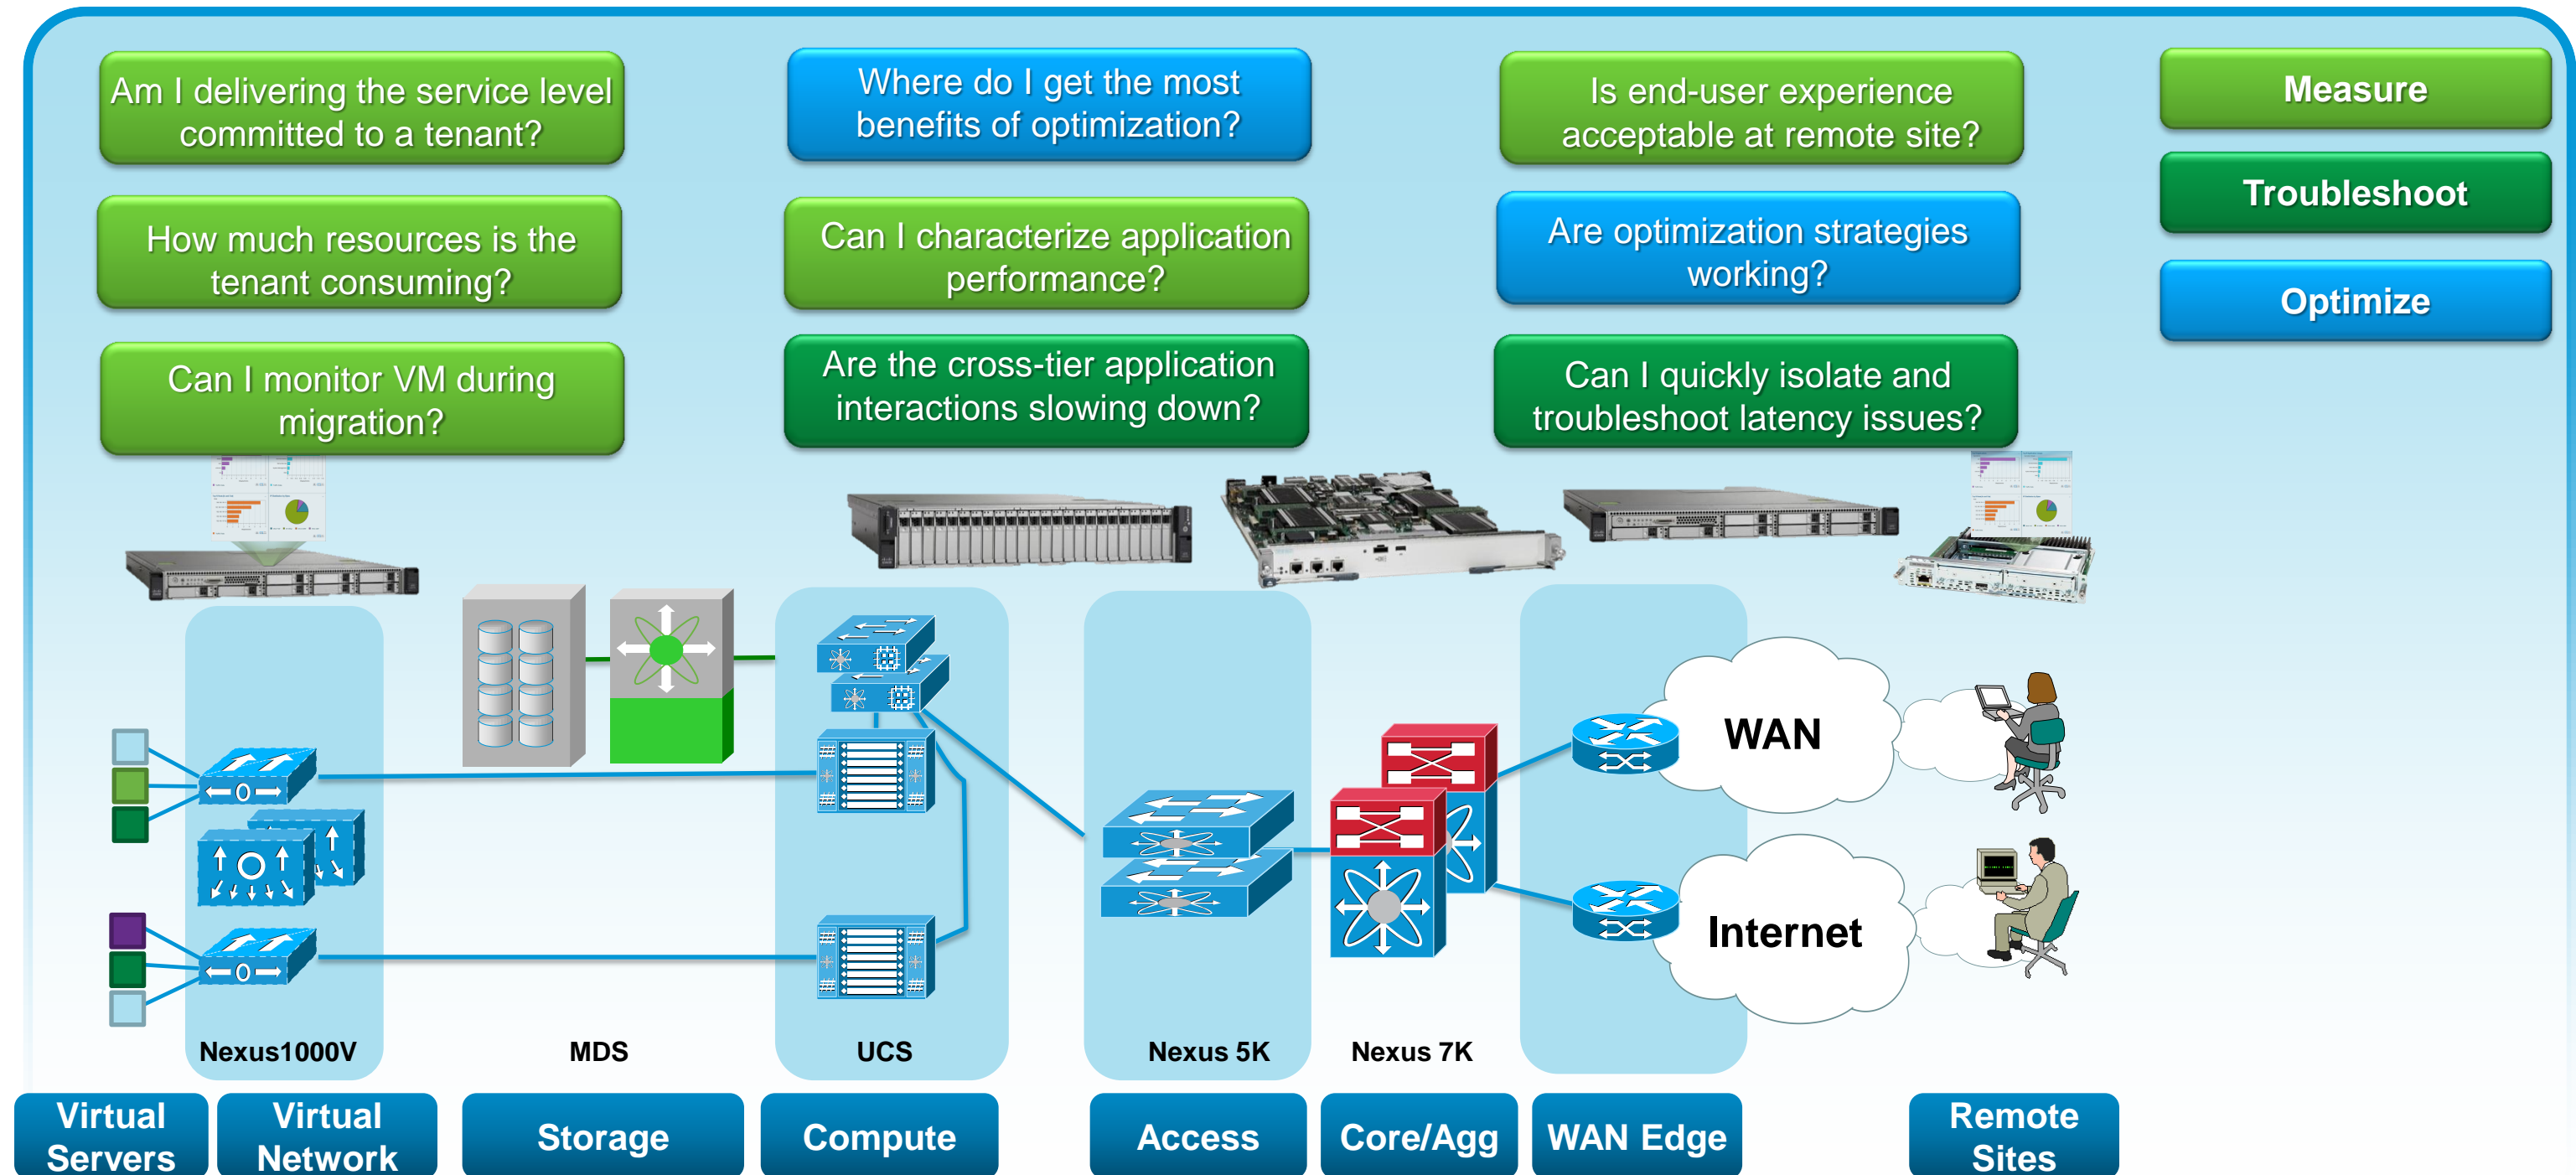 Am I delivering the service level
committed to a tenant?
How much resources is the
tenant consuming?
Can I monitor VM during
migration?
Where do I get the most
benefits of optimization?
Can I characterize application
performance?
Are the cross-tier application
interactions slowing down?
Is end-user experience
acceptable at remote site?
Are optimization strategies
working?
Can I quickly isolate and
troubleshoot latency issues?
Measure
Troubleshoot
Optimize
WAN
Internet
Nexus1000V
MDS
UCS
Nexus 5K
Nexus 7K
Virtual
Servers
Virtual
Network
Storage
Compute
Access
Core/Agg
WAN Edge
Remote
Sites